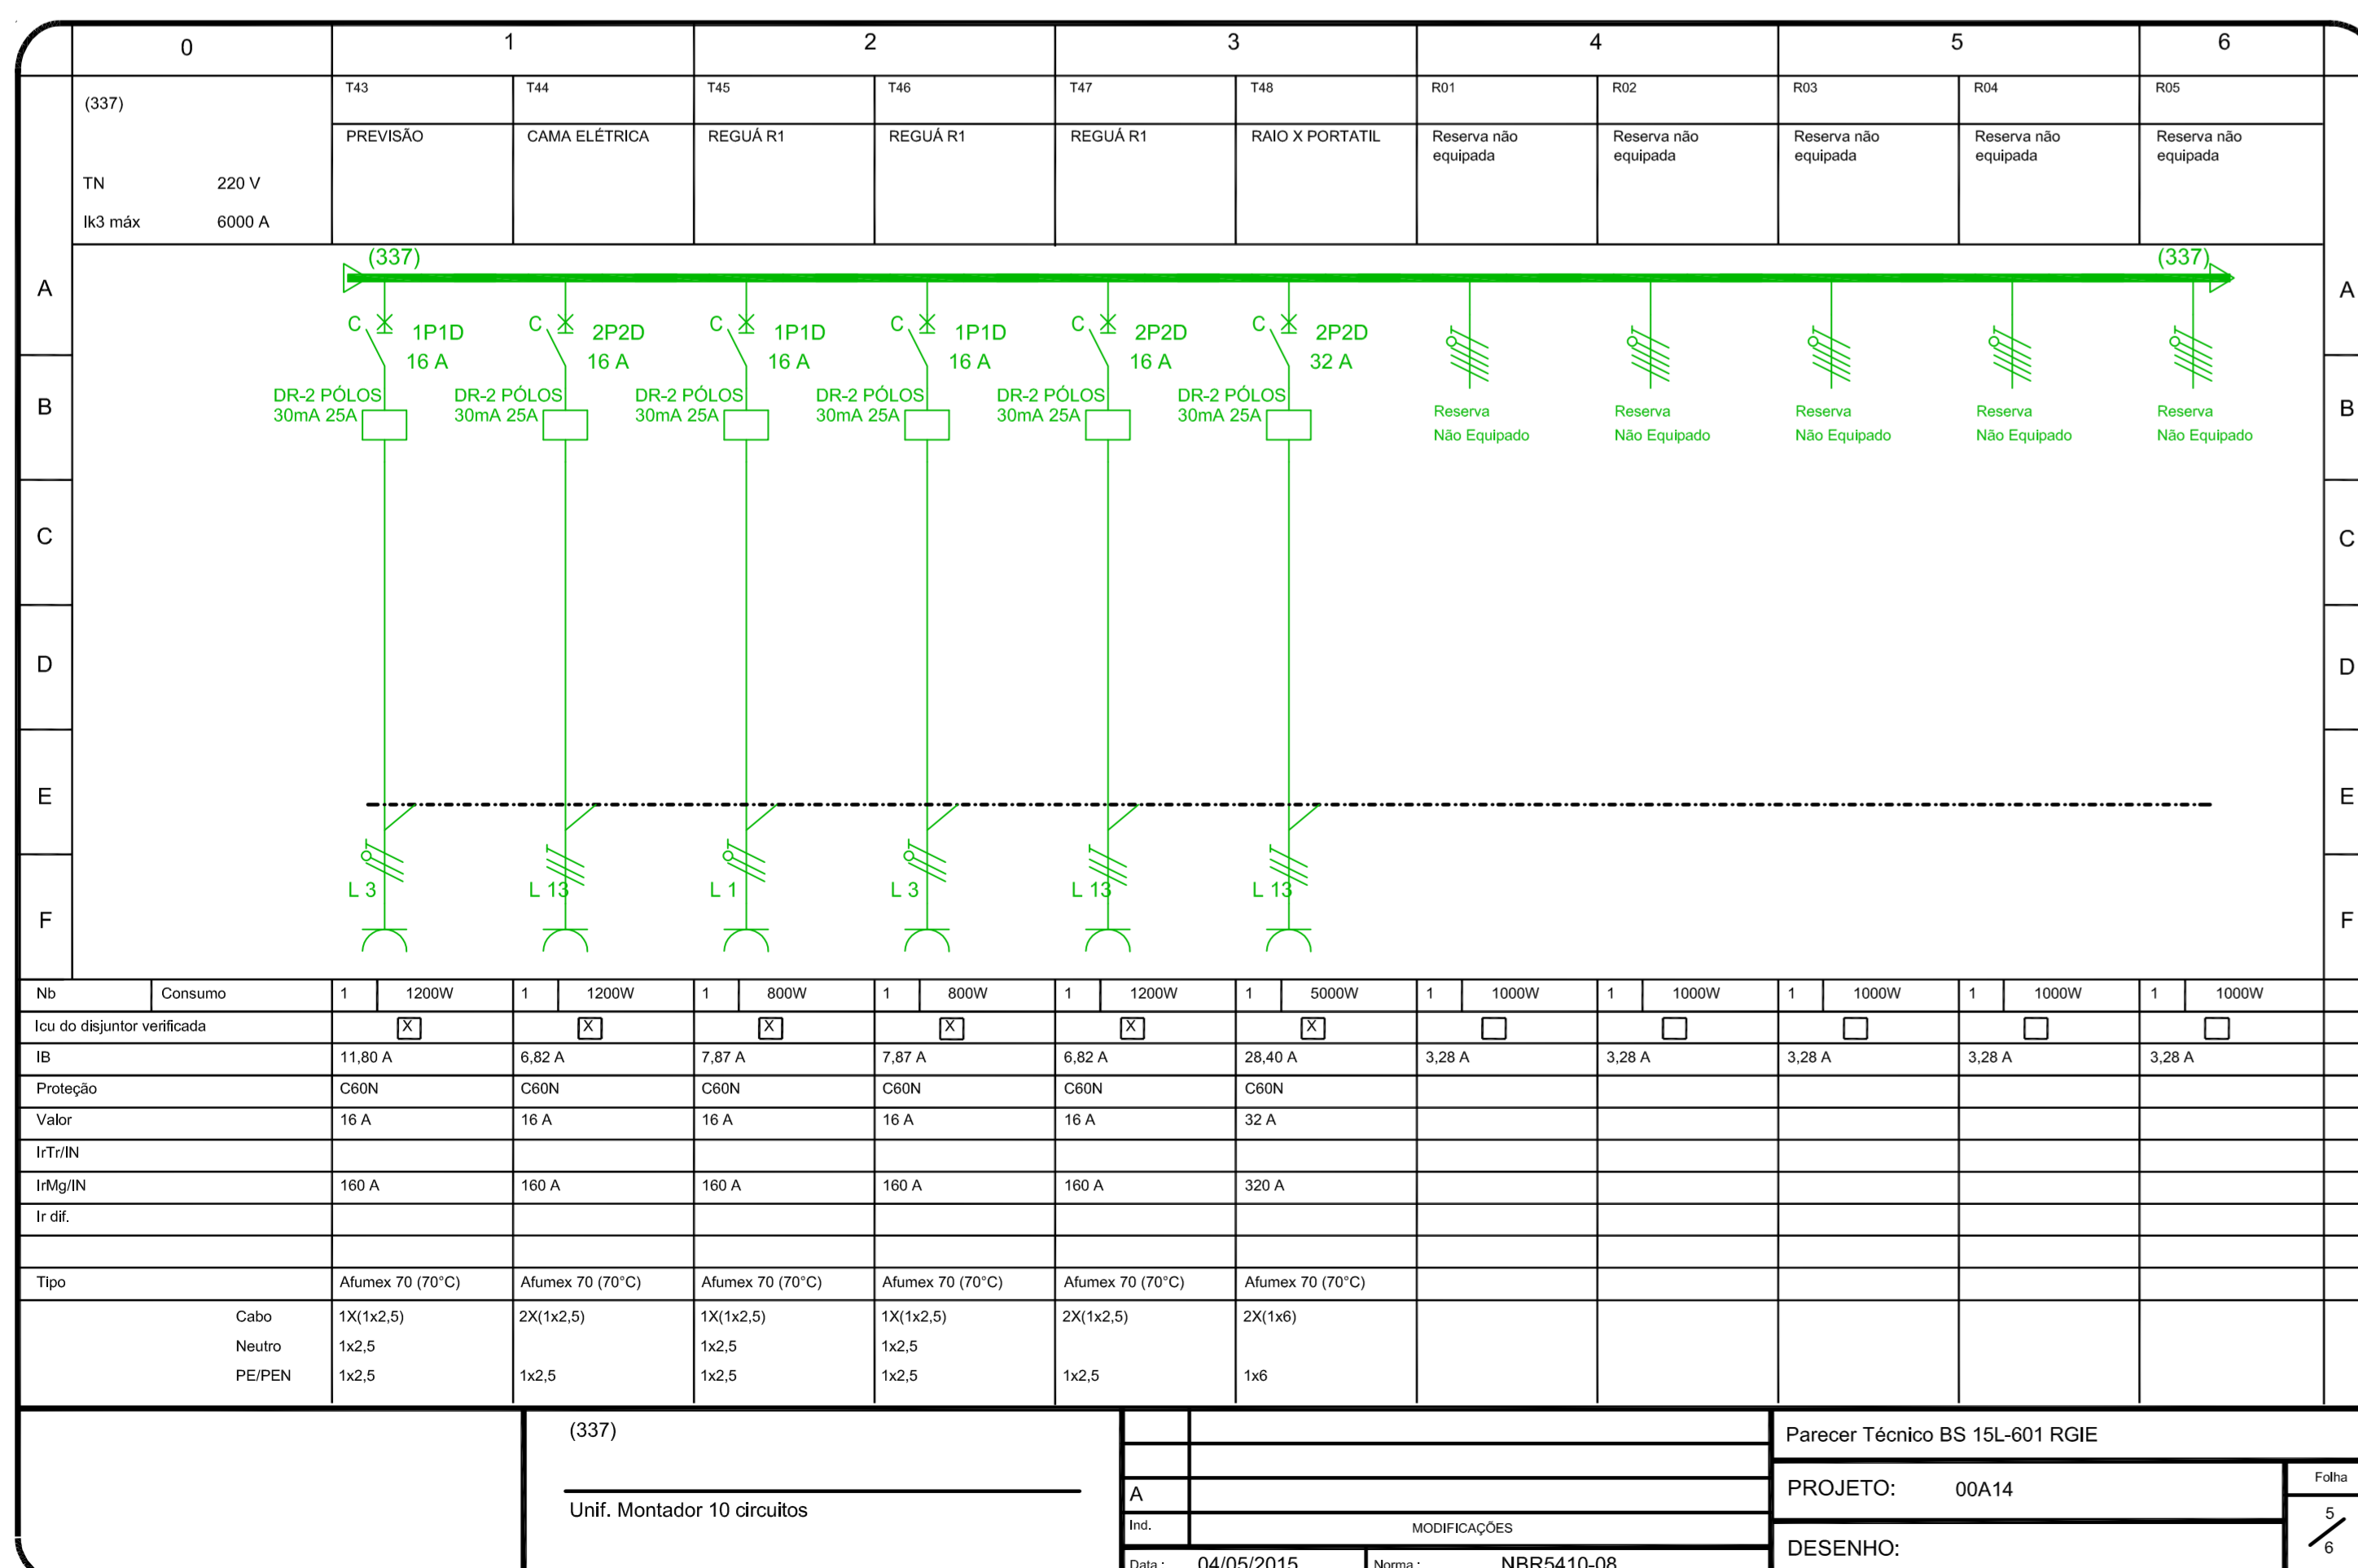 0 1 2 3 4 5 6
(337) T43 T44 T45 T46 T47 T48 R01 R02 R03 R04 R05
PREVISÃO CAMA ELÉTRICA REGUÁ R1 REGUÁ R1 REGUÁ R1 RAIO X PORTATIL Reserva não Reserva não Reserva não Reserva não Reserva não
equipada equipada equipada equipada equipada
TN 220 V
Ik3 máx 6000 A
(337) (337)
A A
C 1P1D C 2P2D C 1P1D C 1P1D C 2P2D C 2P2D
16 A 16 A 16 A 16 A 16 A 32 A
DR-2 PÓLOS DR-2 PÓLOS DR-2 PÓLOS DR-2 PÓLOS DR-2 PÓLOS DR-2 PÓLOS
B 30mA 25A 30mA 25A 30mA 25A 30mA 25A 30mA 25A 30mA 25A Reserva Reserva Reserva Reserva Reserva B
Não Equipado Não Equipado Não Equipado Não Equipado Não Equipado
C C
D D
E E
L 3 L 13 L 1 L 3 L 13 L 13
F F
Nb Consumo 1 1200W 1 1200W 1 800W 1 800W 1 1200W 1 5000W 1 1000W 1 1000W 1 1000W 1 1000W 1 1000W
Icu do disjuntor verificada X X X X X X
IB 11,80 A 6,82 A 7,87 A 7,87 A 6,82 A 28,40 A 3,28 A 3,28 A 3,28 A 3,28 A 3,28 A
Proteção C60N C60N C60N C60N C60N C60N
Valor 16 A 16 A 16 A 16 A 16 A 32 A
IrTr/IN
IrMg/IN 160 A 160 A 160 A 160 A 160 A 320 A
Ir dif.
Tipo Afumex 70 (70°C) Afumex 70 (70°C) Afumex 70 (70°C) Afumex 70 (70°C) Afumex 70 (70°C) Afumex 70 (70°C)
Cabo 1X(1x2,5) 2X(1x2,5) 1X(1x2,5) 1X(1x2,5) 2X(1x2,5) 2X(1x6)
Neutro 1x2,5 1x2,5 1x2,5
PE/PEN 1x2,5 1x2,5 1x2,5 1x2,5 1x2,5 1x6
(337)
Unif. Montador 10 circuitos
A
Ind. MODIFICAÇÕES
Data : 04/05/2015 Norma : NBR5410-08
Parecer Técnico BS 15L-601 RGIE
PROJETO: 00A14
DESENHO:
Folha
5
6